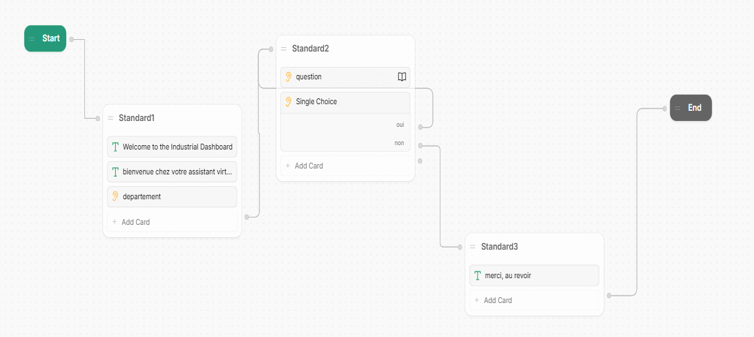 Start
Standard1
Welcome to the Industrial Dashboard
bienvenue chez votre assistant virt...
departement
+ Add Card
Standard2
question
Single Choice
oui
non
+ Add Card
Standard3
merci, au revoir
+ Add Card
End